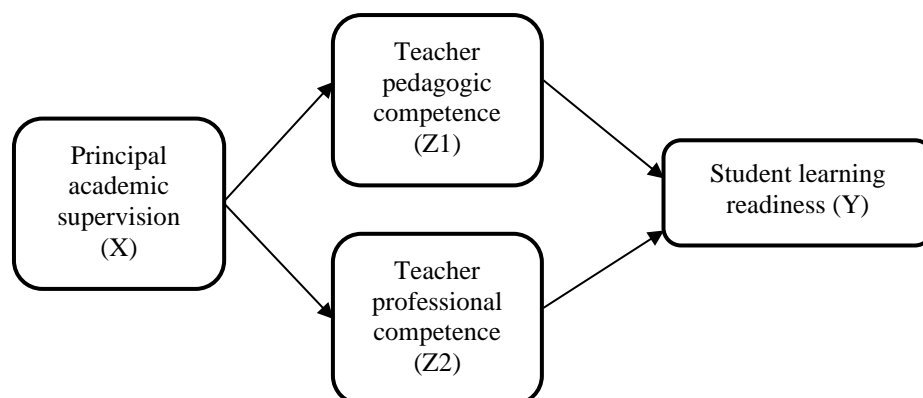 Principal
academic
supervision
(X)
Teacher
pedagogic
competence
(Z1)
Teacher
professional
competence
(Z2)
Student learning
readiness (Y)